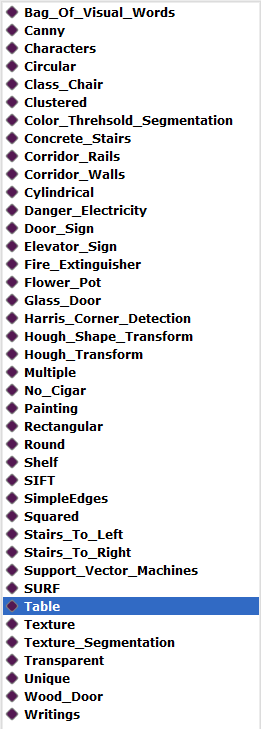 Bag_Of_Visual_Words
Canny
Characters
Circular
Class_Chair
Clustered
Color_Threhsold_Segmentation
Concrete_Stairs
Corridor_Rails
Corridor_Walls
Cylindrical
Danger_Electricity
Door_Sign
Elevator_Sign
Fire_Extinguisher
Flower_Pot
Glass_Door
Harris_Corner_Detection
Hough_Shape_Transform
Hough_Transform
Multiple
No_Cigar
Painting
Rectangular
Round
Shelf
SIFT
SimpleEdges
Squared
Stairs_To_Left
Stairs_To_Right
Support_Vector_Machines
SURF
Table
Texture
Texture_Segmentation
Transparent
Unique
Wood_Door
Writings